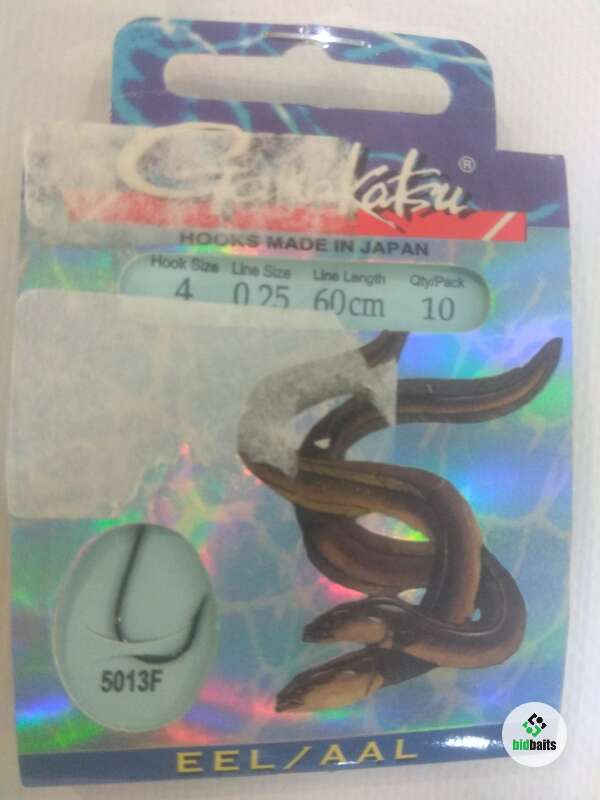 Gamakatsu ®
HOOKS MADE IN JAPAN
Hook Size Line Size Line Length Qty/Pack
4 0.25 60cm 10
5013F
EEL/AAL
bidbaits